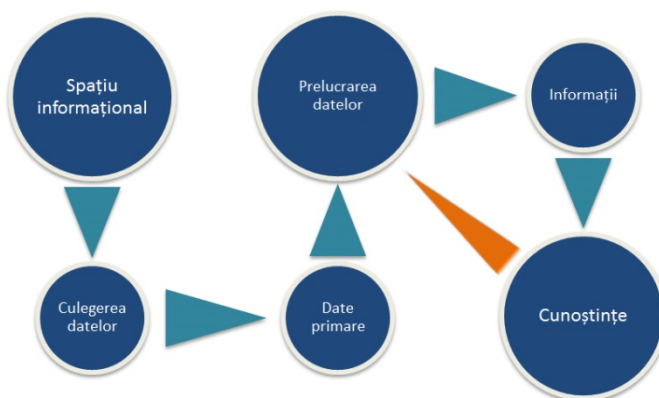 Spațiu
informațional
Culegerea
datelor
Date
primare
Prelucrarea
datelor
Informații
Cunoștințe